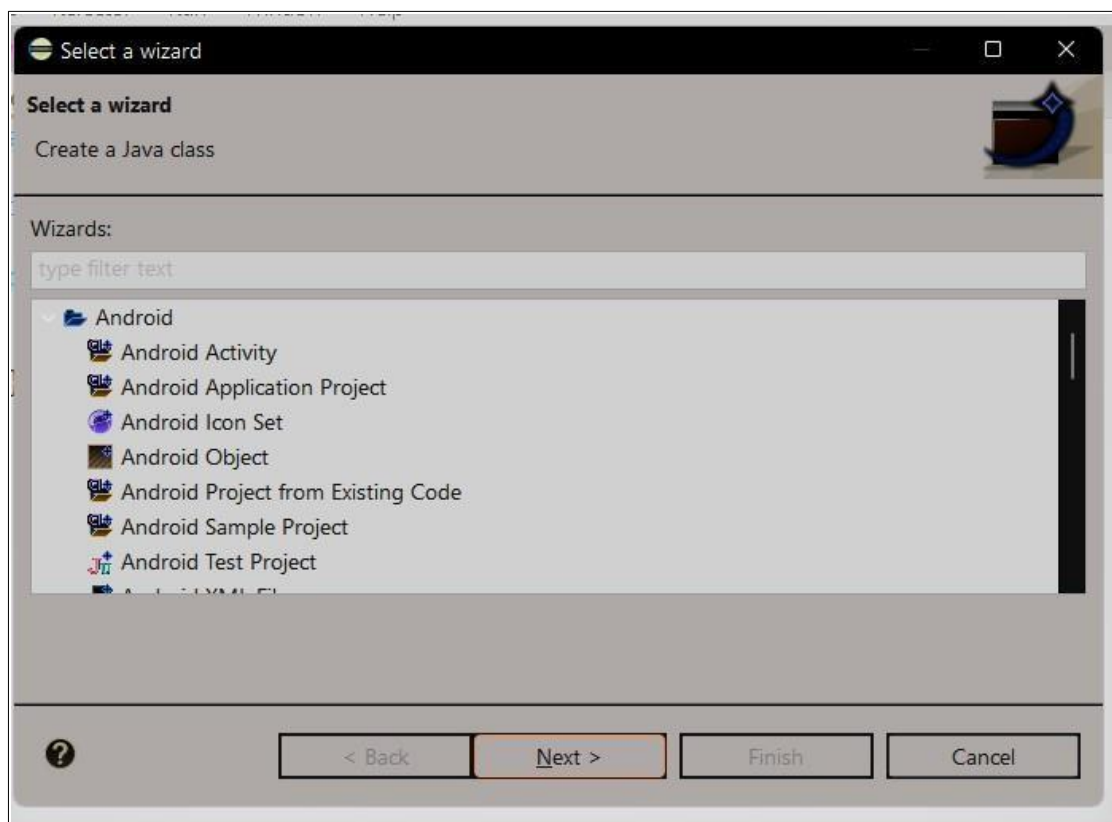 Select a wizard
Select a wizard
Create a Java class
Wizards:
type filter text
Android
Android Activity
Android Application Project
Android Icon Set
Android Object
Android Project from Existing Code
Android Sample Project
Android Test Project
< Back
Next >
Finish
Cancel